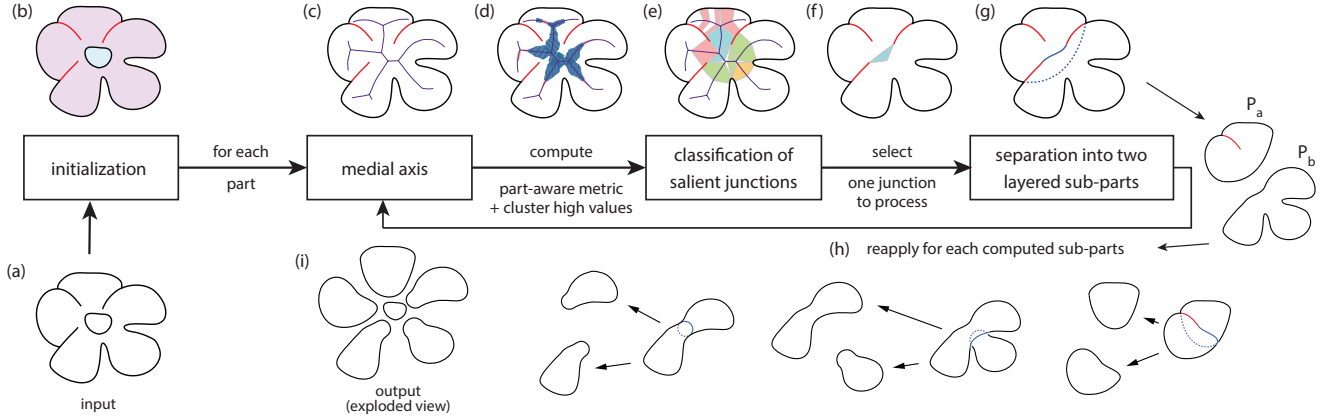 (b)
(c)
(d)
(e)
(f)
(g)
P_a
P_b
initialization
for each
part
medial axis
compute
part-aware metric
+ cluster high values
classification of
salient junctions
select
one junction
to process
separation into two
layered sub-parts
(h) reapply for each computed sub-parts
(a)
(i)
input
output
(exploded view)